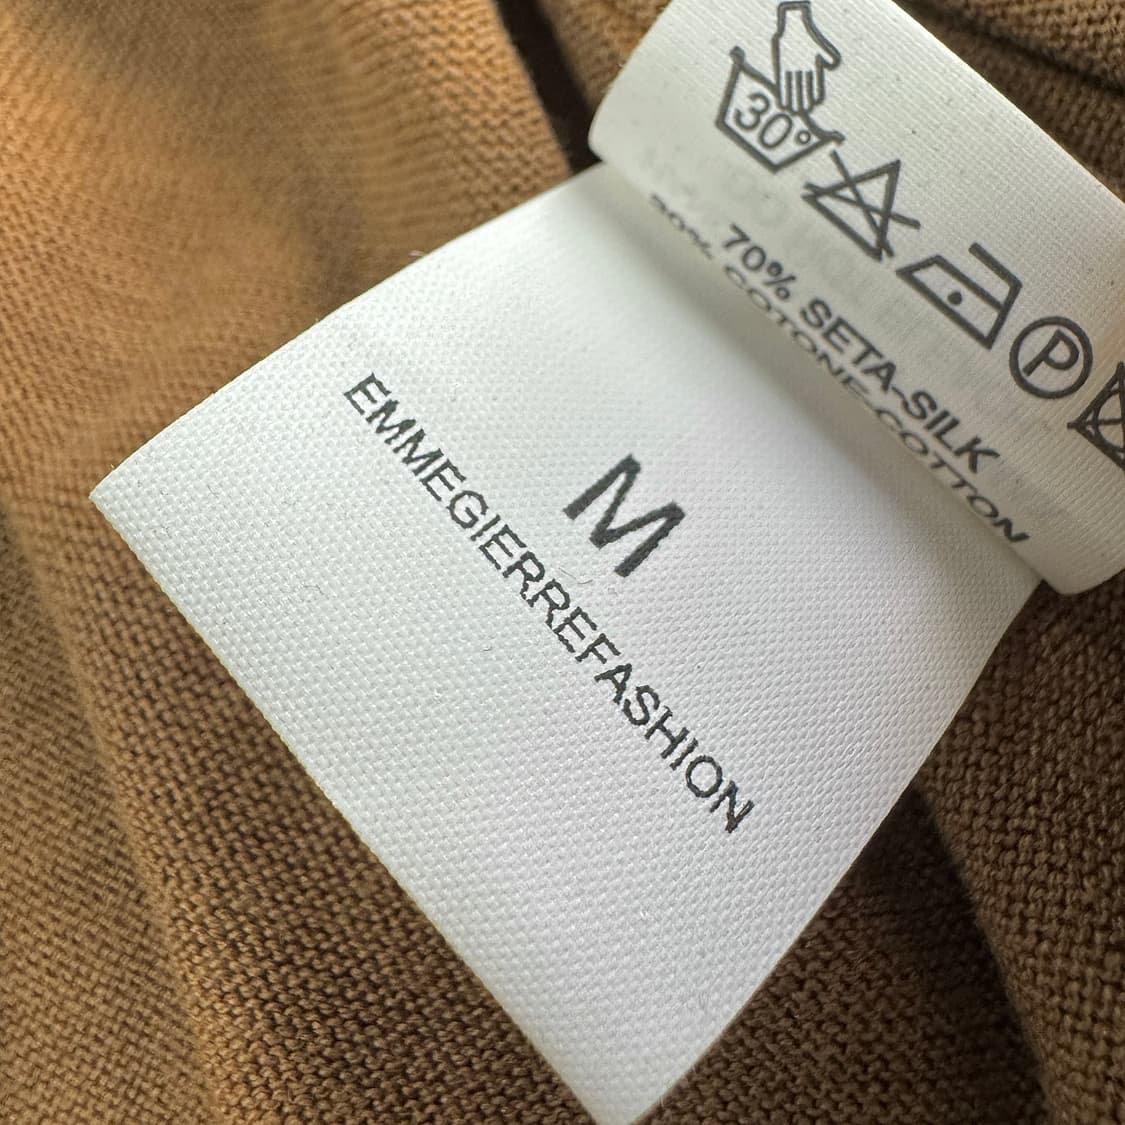 30°
P
70% SETA-SILK
30% COTONE-COTTON
M
EMMEGIERREFASHION